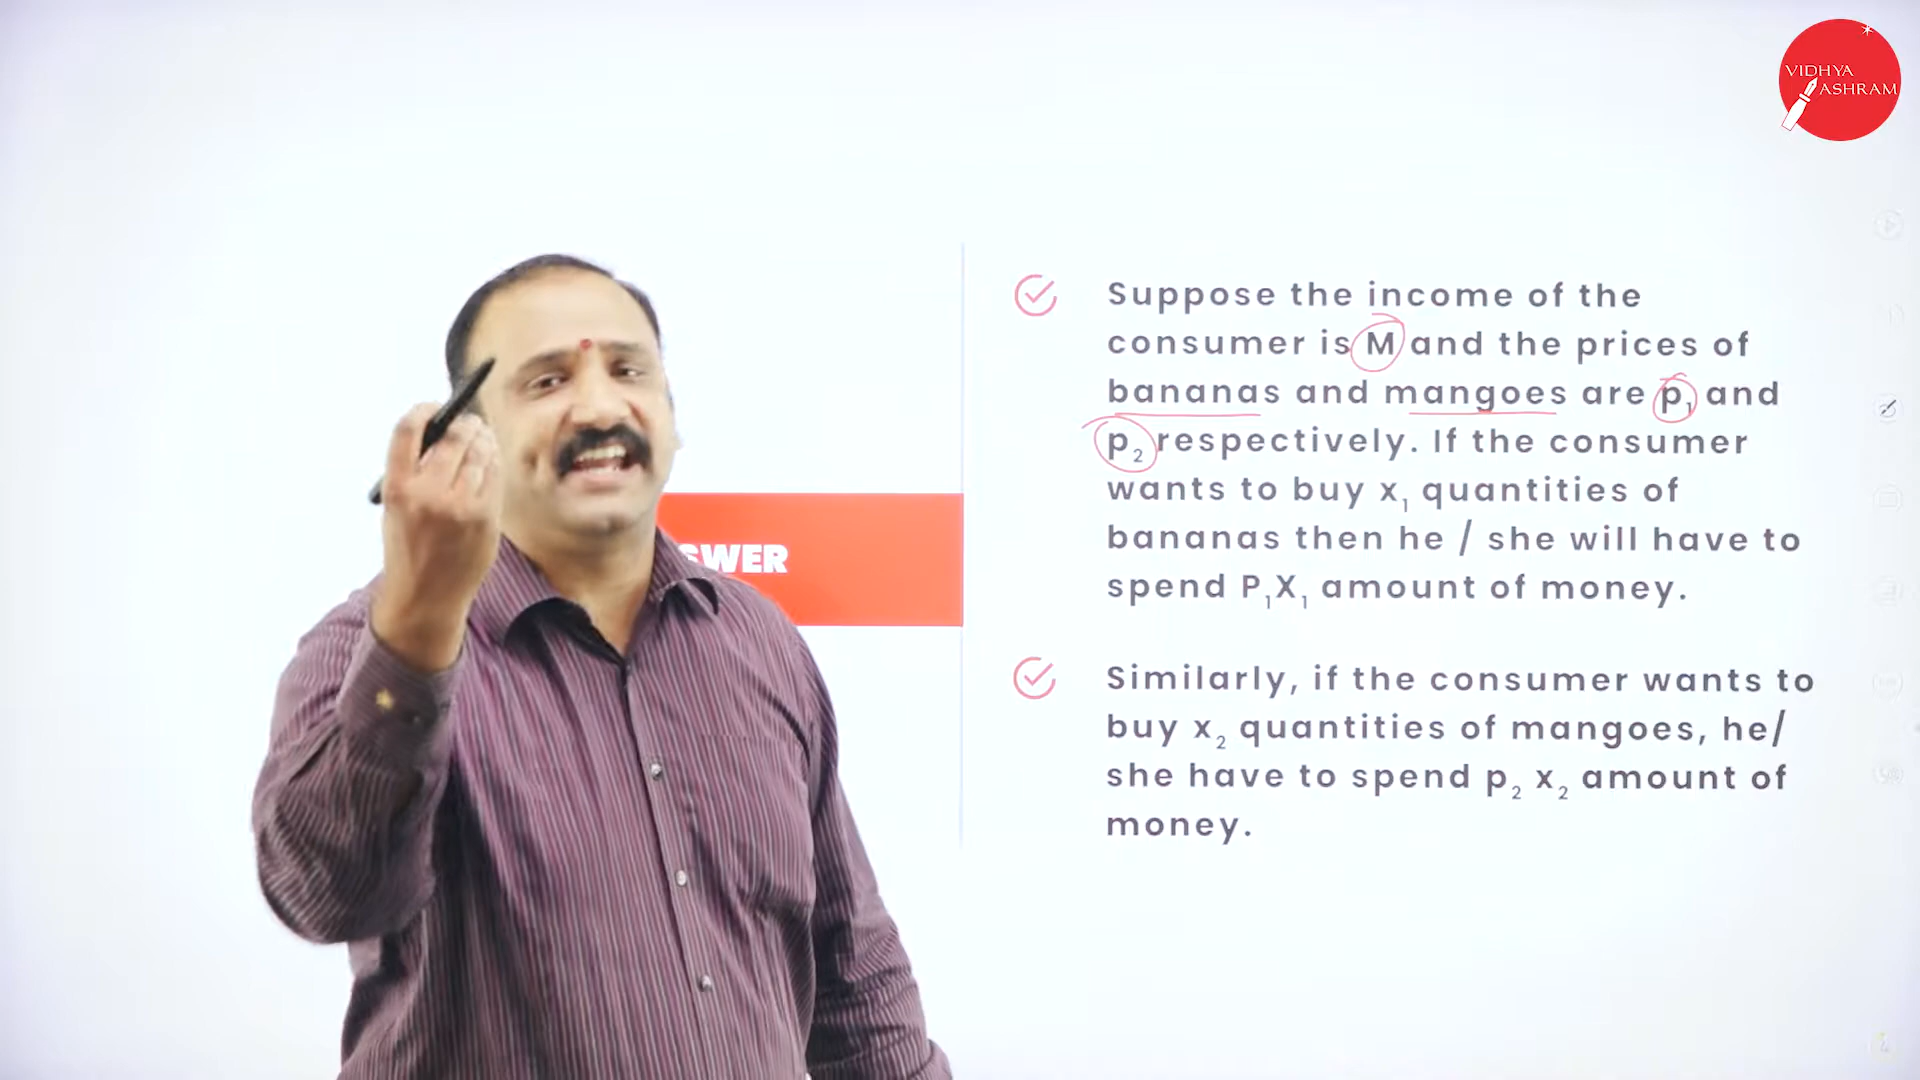 VIDHYA
ASHRAM
Suppose the income of the
consumer is M and the prices of
bananas and mangoes are p₁ and
p₂ respectively. If the consumer
wants to buy x₁ quantities of
bananas then he / she will have to
spend P₁X₁ amount of money.
Similarly, if the consumer wants to
buy x₂ quantities of mangoes, he/
she have to spend p₂ x₂ amount of
money.